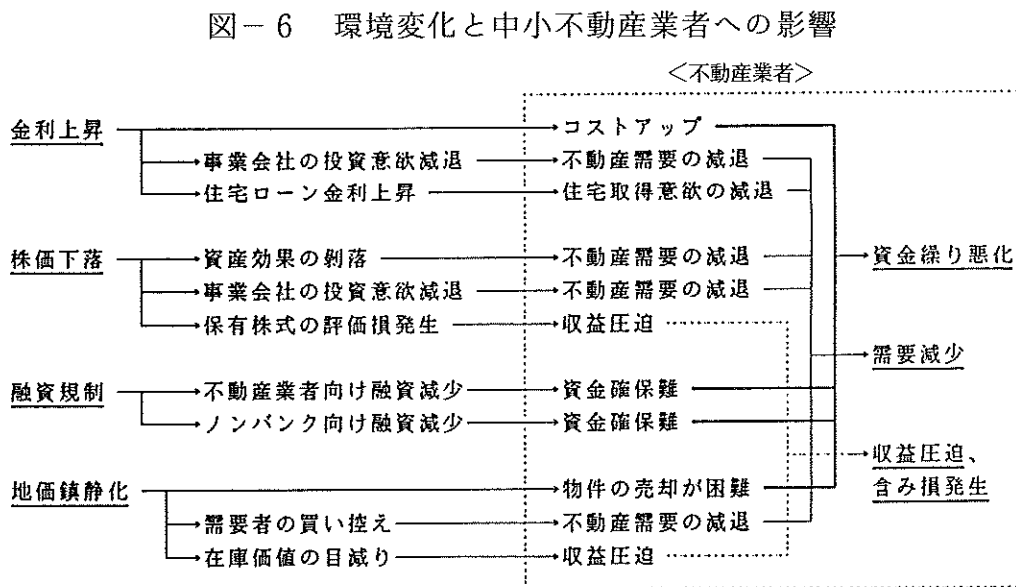 図－6 環境変化と中小不動産業者への影響
＜不動産業者＞
金利上昇 コストアップ
事業会社の投資意欲減退 不動産需要の減退
住宅ローン金利上昇 住宅取得意欲の減退
株価下落 資産効果の剝落 不動産需要の減退 資金繰り悪化
事業会社の投資意欲減退 不動産需要の減退
保有株式の評価損発生 収益圧迫
需要減少
融資規制 不動産業者向け融資減少 資金確保難
ノンバンク向け融資減少 資金確保難
収益圧迫、
含み損発生
地価鎮静化 物件の売却が困難
需要者の買い控え 不動産需要の減退
在庫価値の目減り 収益圧迫